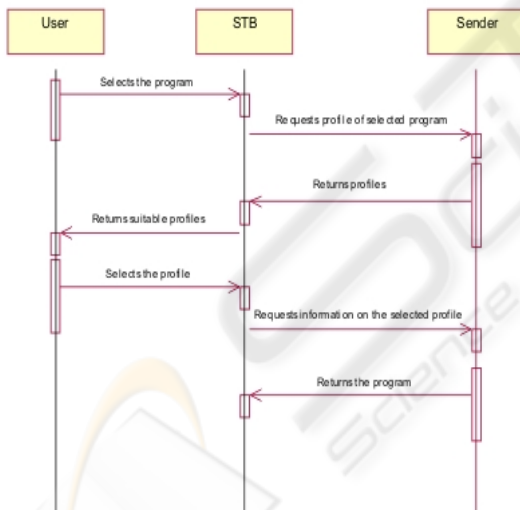 User
STB
Sender
Selects the program
Requests profile of selected program
Returns profiles
Returns suitable profiles
Selects the profile
Requests information on the selected profile
Returns the program
Science